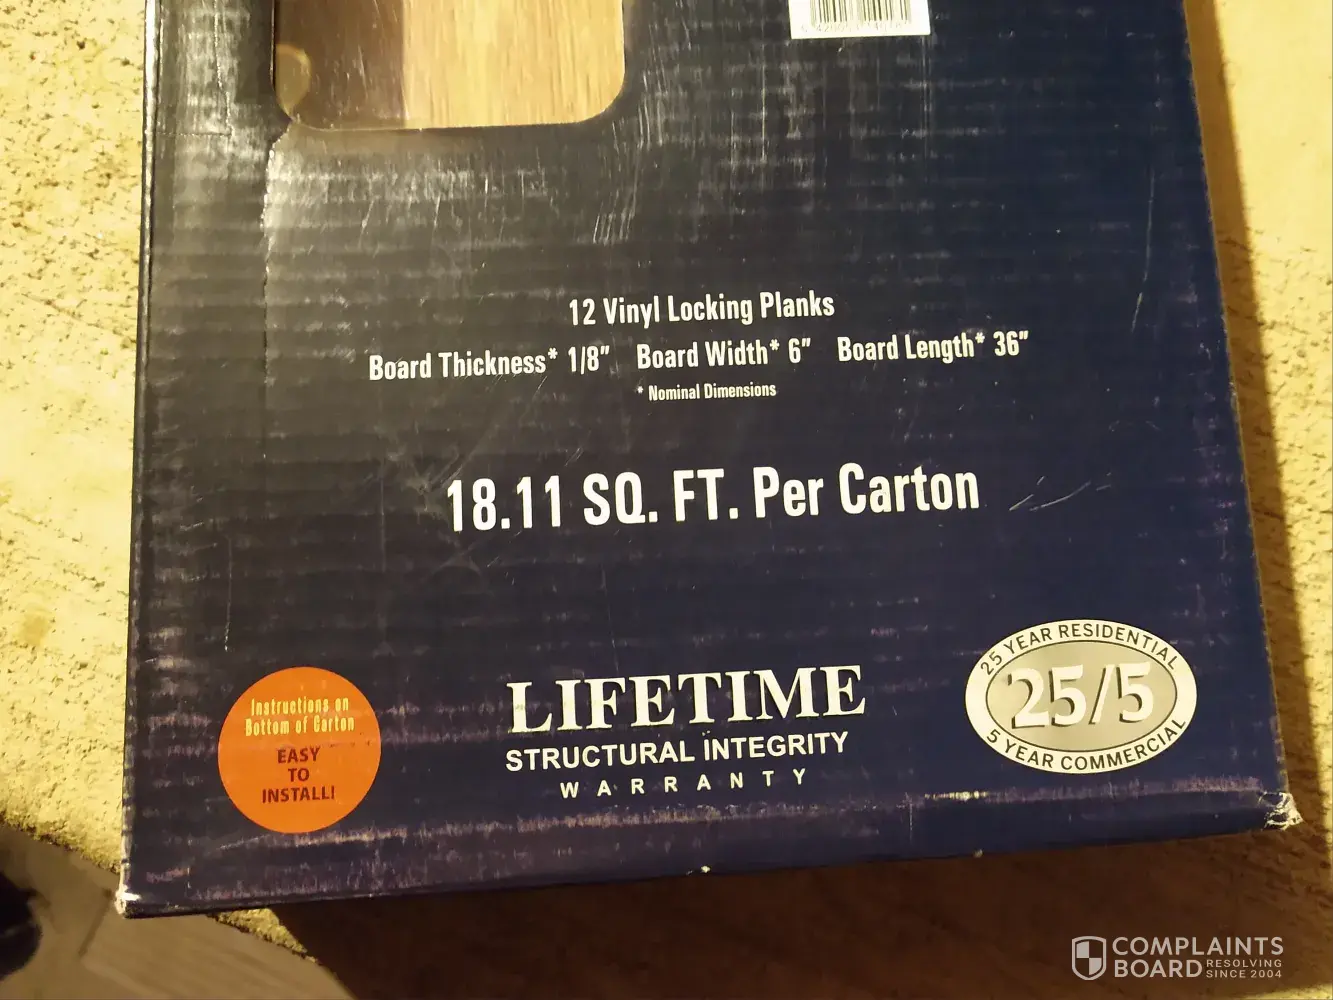 12 Vinyl Locking Planks
Board Thickness* 1/8" Board Width* 6" Board Length* 36"
* Nominal Dimensions
18.11 SQ. FT. Per Carton
Instructions on
Bottom of Carton
EASY
TO
INSTALL!
LIFETIME
STRUCTURAL INTEGRITY
WARRANTY
25 YEAR RESIDENTIAL
25/5
5 YEAR COMMERCIAL
COMPLAINTS
BOARD RESOLVING
SINCE 2004